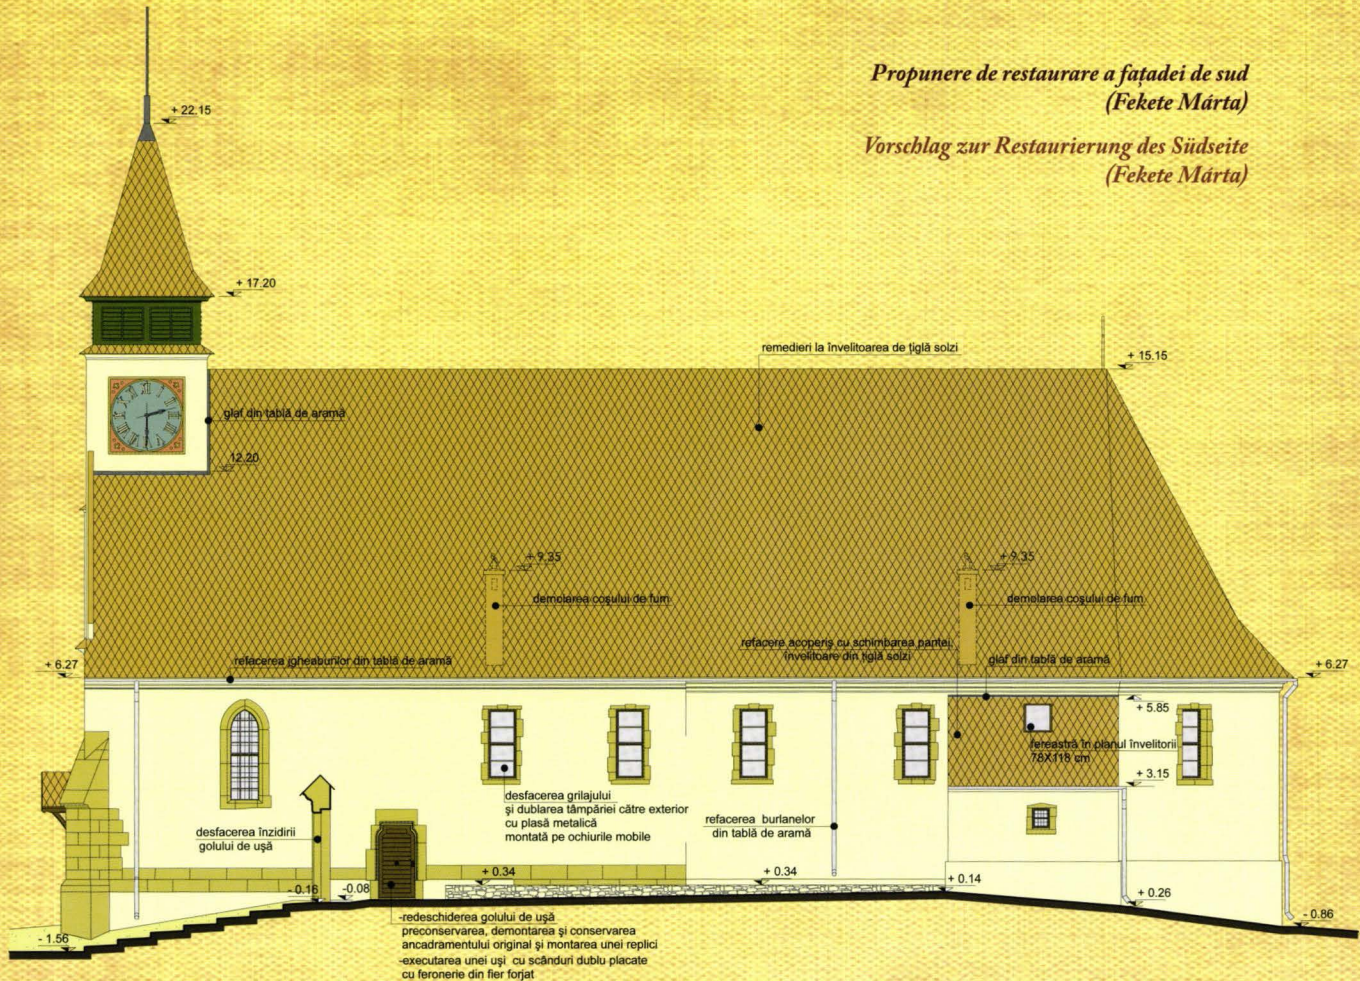 Propunere de restaurare a fațadei de sud
(Fekete Márta)
Vorschlag zur Restaurierung des Südseite
(Fekete Márta)
+ 22.15
+ 17.20
remedieri la învelitoarea de țiglă solzi
+ 15.15
glaf din tablă de aramă
12.20
+ 9.35
+ 9.35
demolarea coșului de fum
demolarea coșului de fum
refacere acoperiș cu schimbarea pantei,
învelitoare din țiglă solzi
+ 6.27
refacerea jgheaburilor din tablă de aramă
glaf din tablă de aramă
+ 6.27
+ 5.85
fereastră în planul învelitorii
78X118 cm
+ 3.15
desfacerea grilajului
și dublarea tâmpăriei către exterior
cu plasă metalică
montată pe ochiurile mobile
refacerea burlanelor
din tablă de aramă
desfacerea înzidirii
golului de ușă
+ 0.34
+ 0.34
+ 0.14
- 0.16
-0.08
+ 0.26
- 0.86
- 1.56
-redeschiderea golului de ușă
preconservarea, demontarea și conservarea
ancadramentului original și montarea unei replici
-executarea unei uși cu scânduri dublu placate
cu feronerie din fier forjat